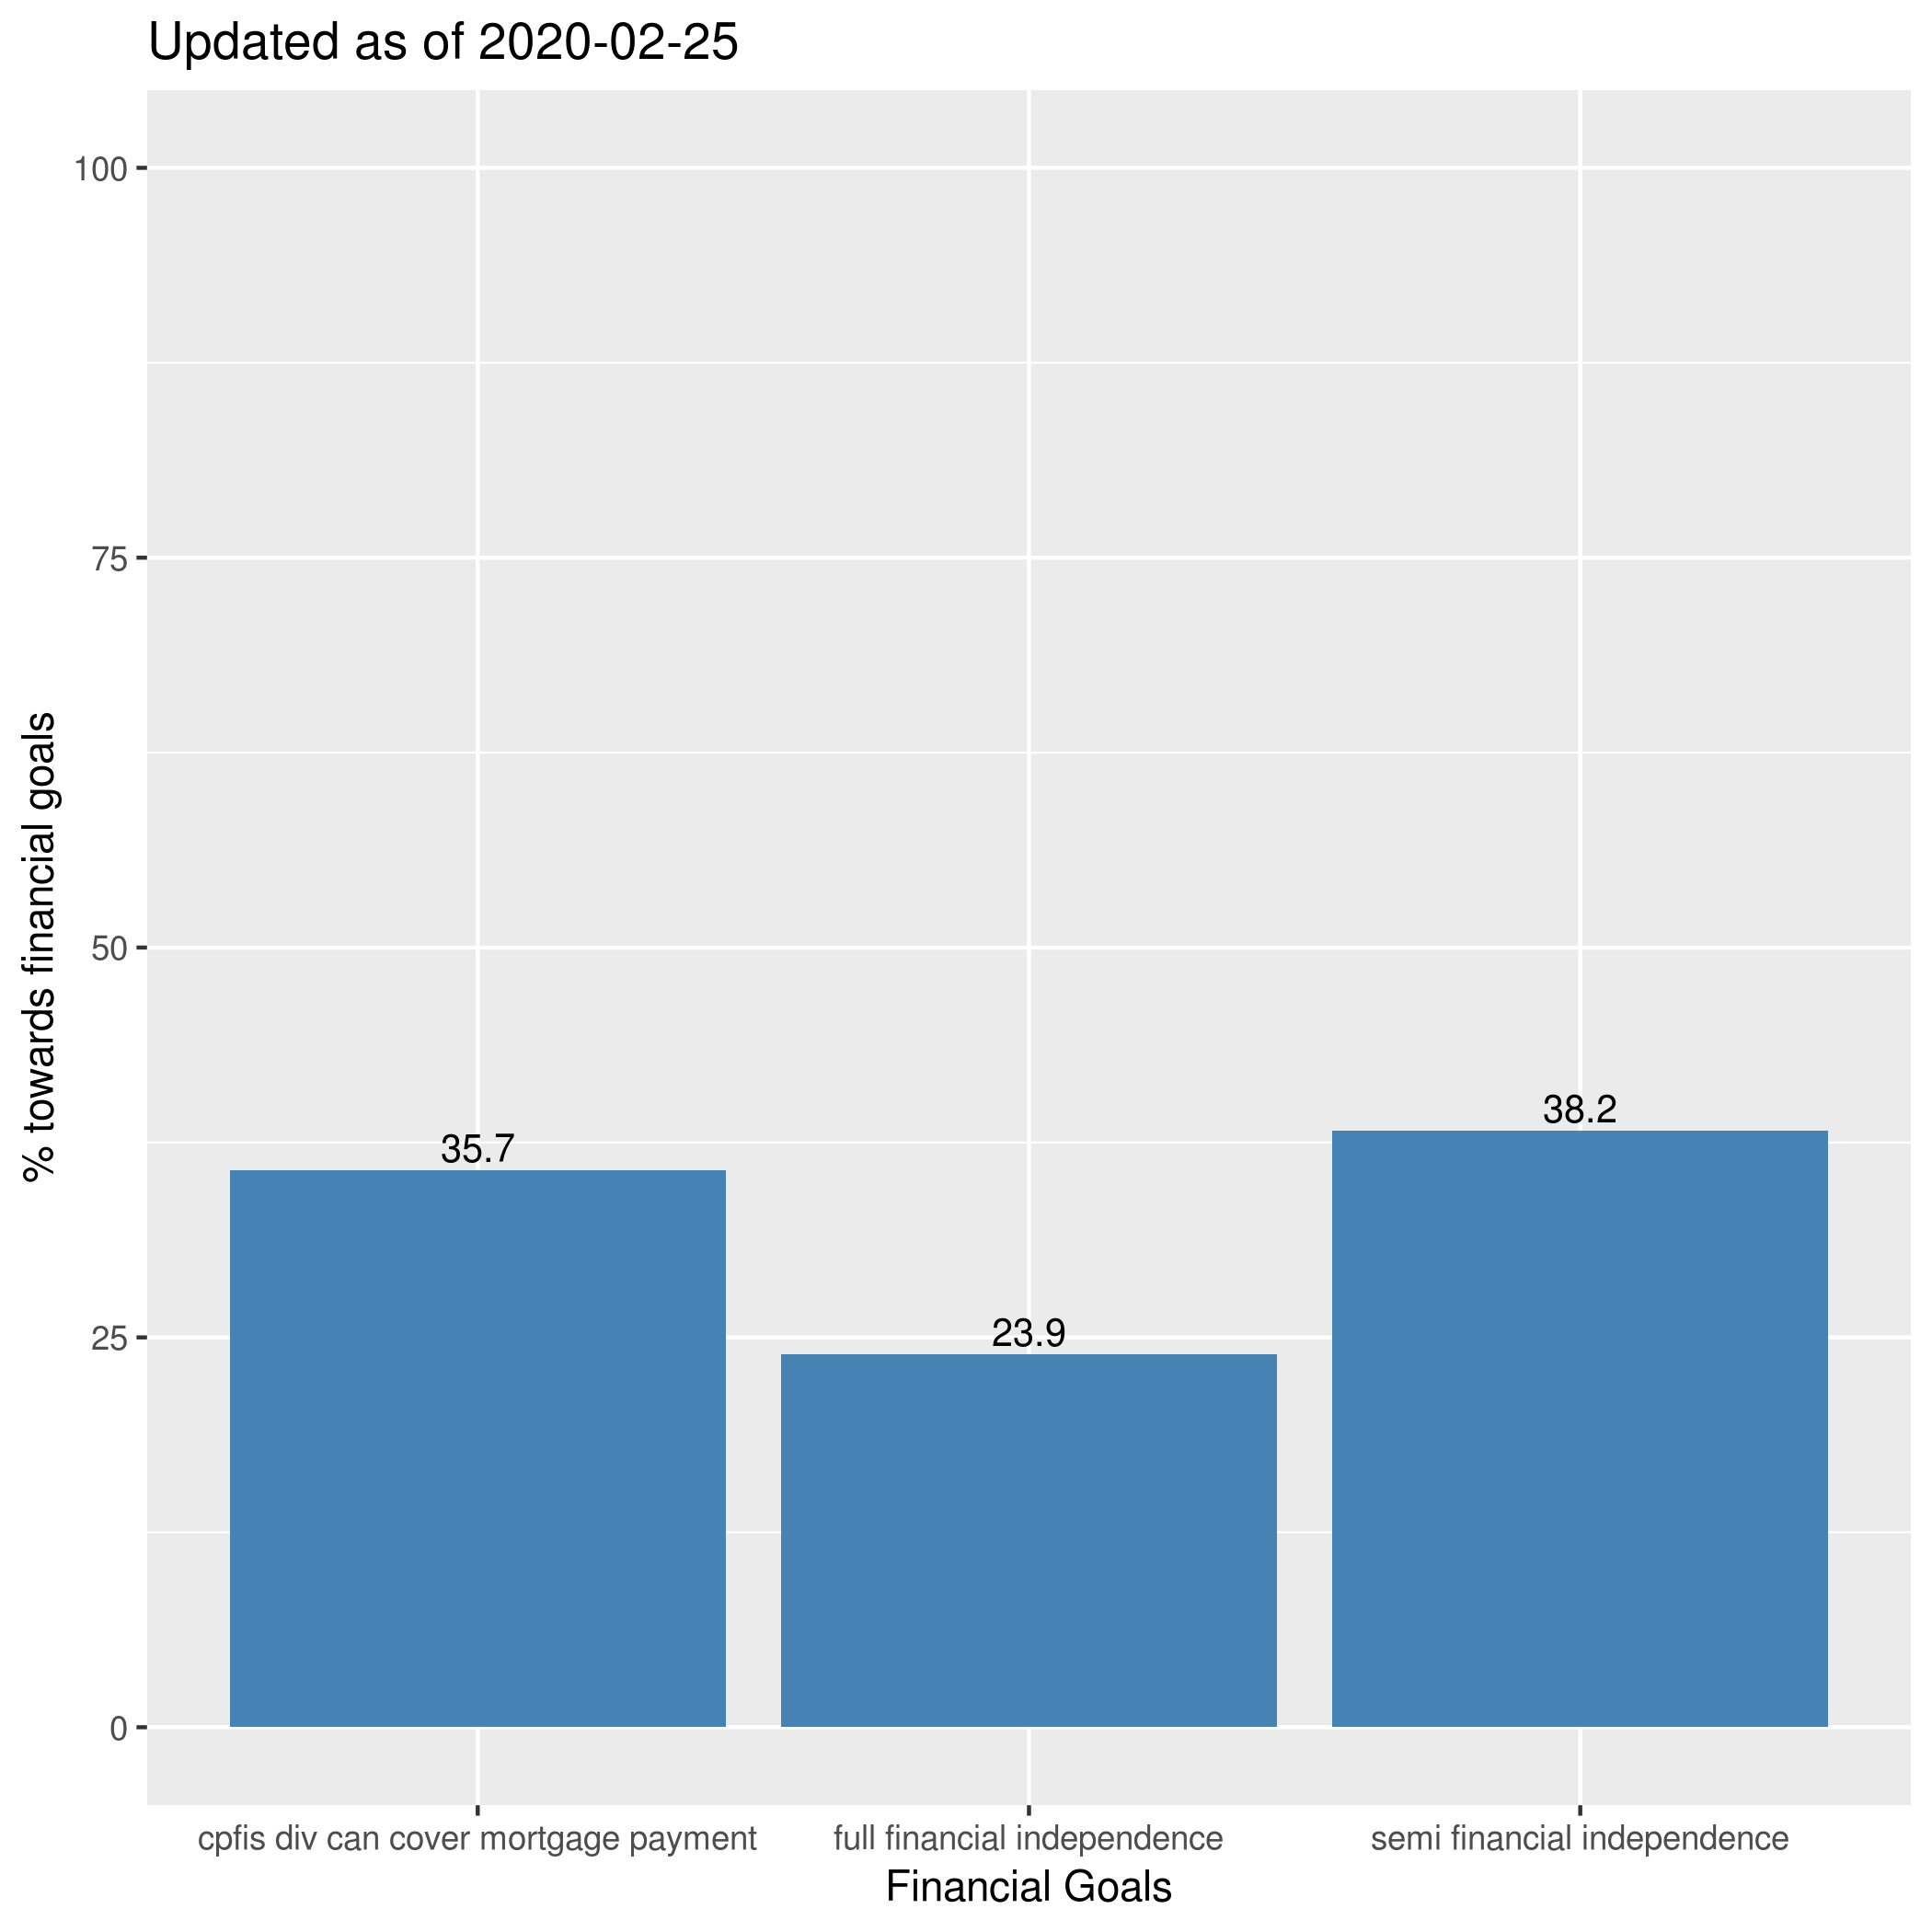 Updated as of 2020-02-25
% towards financial goals
100
75
50
25
0
35.7
23.9
38.2
cpfis div can cover mortgage payment
full financial independence
semi financial independence
Financial Goals